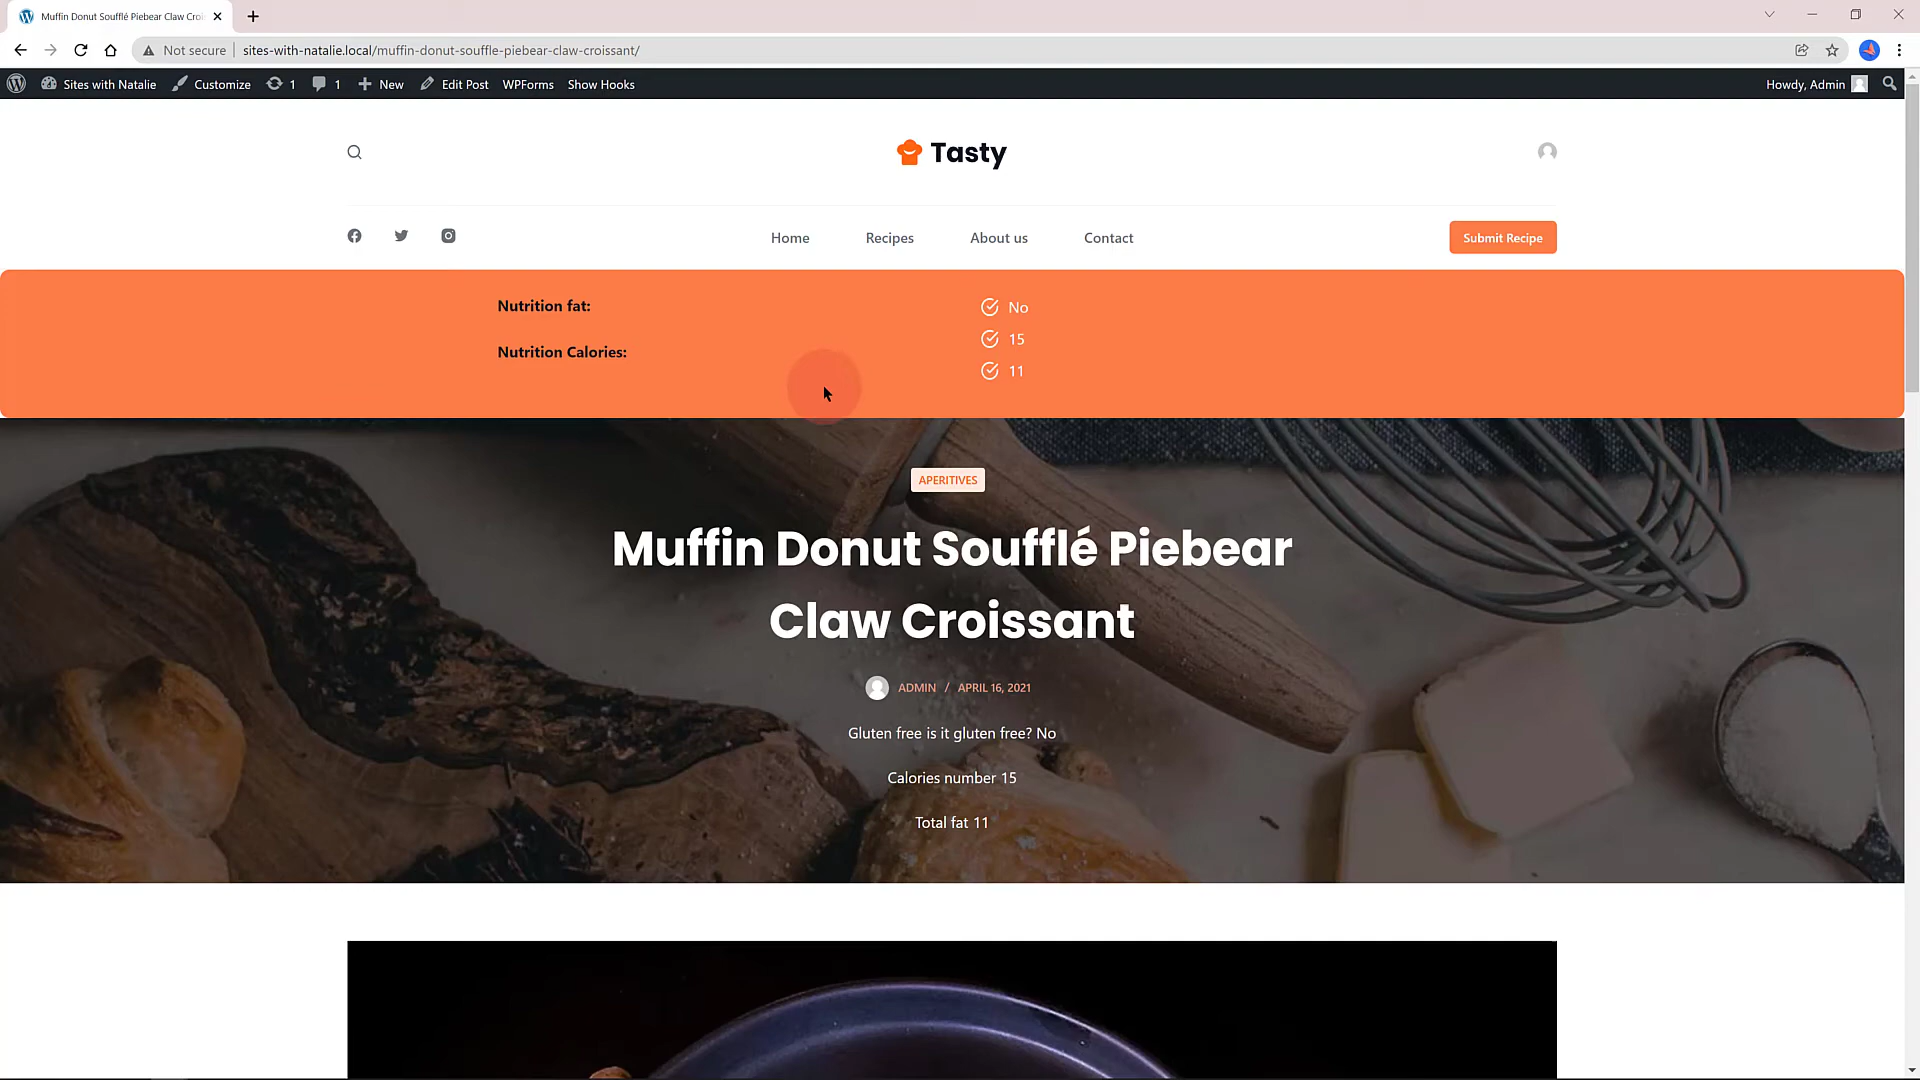 Muffin Donut Soufflé Piebear Claw Croi
Not secure
sites-with-natalie.local/muffin-donut-souffle-piebear-claw-croissant/
Sites with Natalie
Customize
1
1
New
Edit Post
WPForms
Show Hooks
Howdy, Admin
Tasty
Home
Recipes
About us
Contact
Submit Recipe
Nutrition fat:
Nutrition Calories:
No
15
11
APERITIVES
Muffin Donut Soufflé Piebear
Claw Croissant
ADMIN / APRIL 16, 2021
Gluten free is it gluten free? No
Calories number 15
Total fat 11